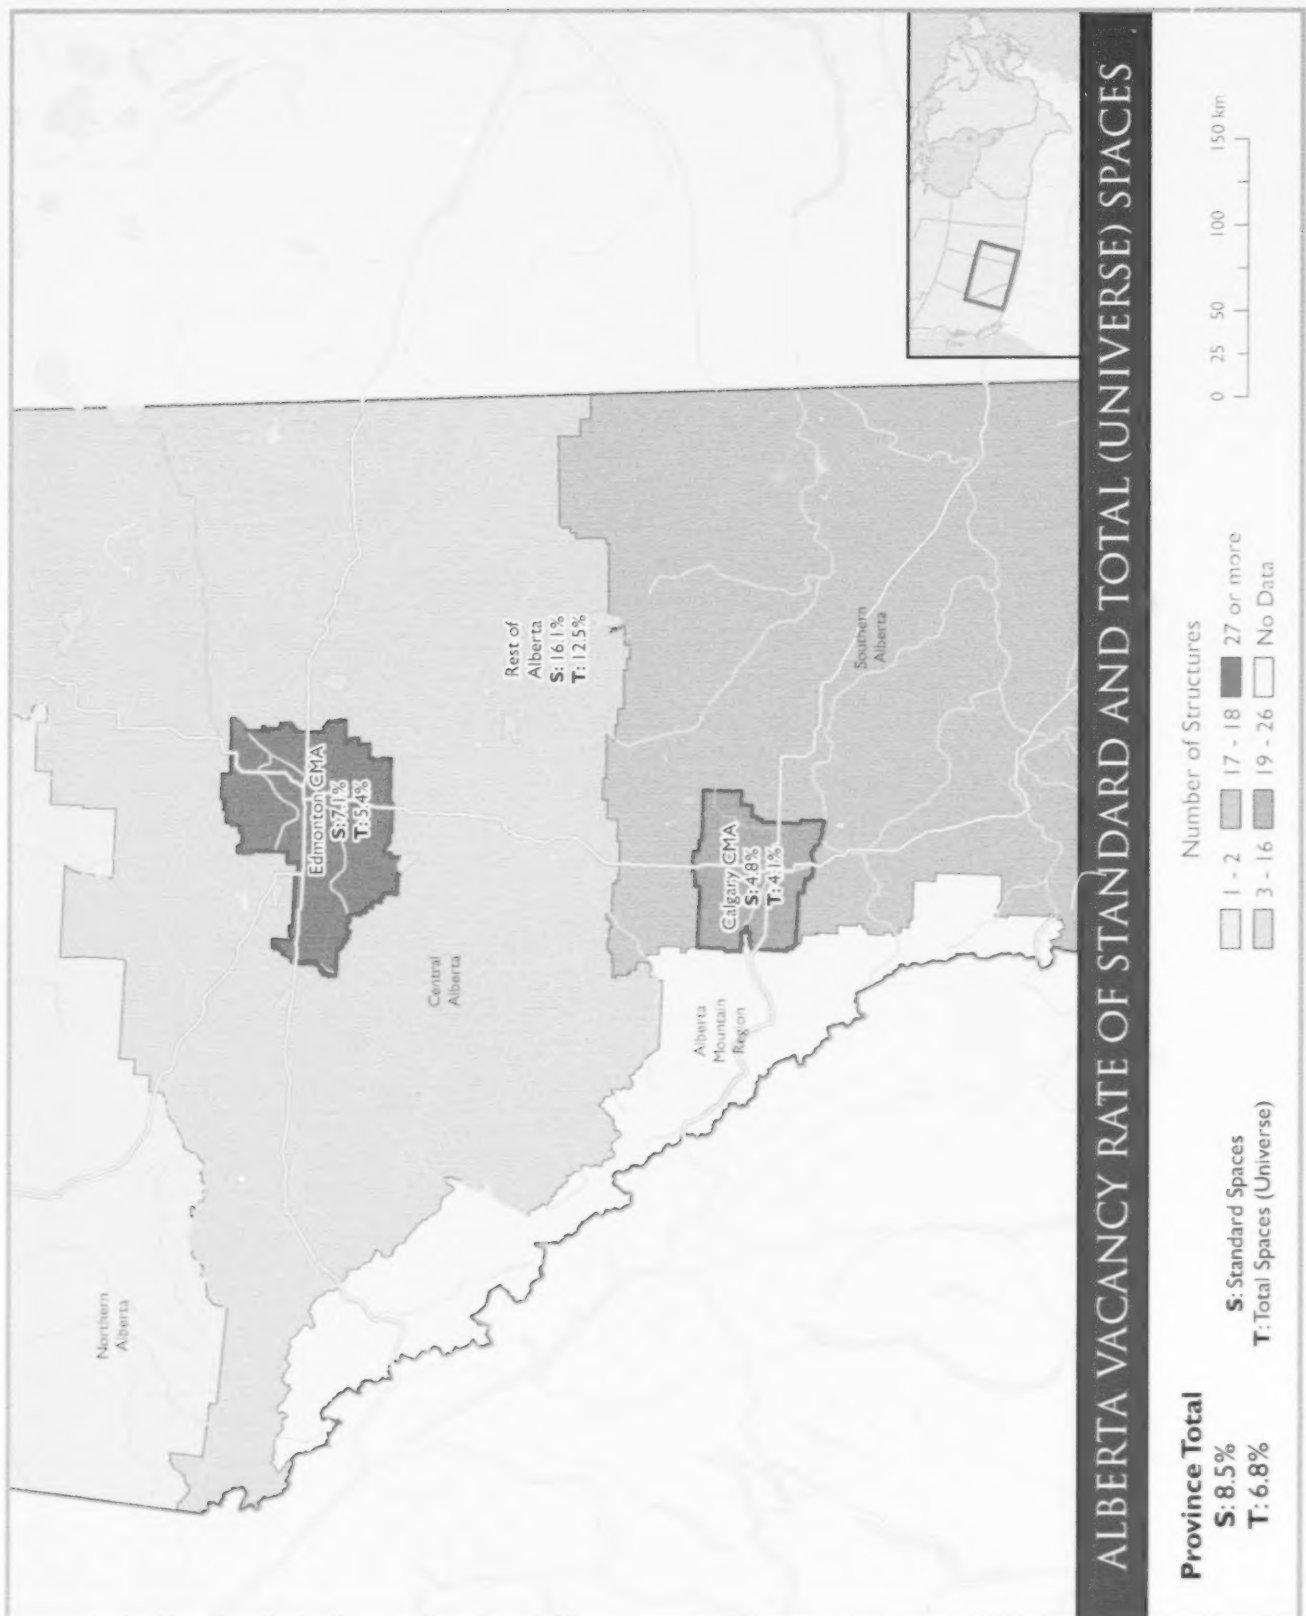 Northern
Alberta
Edmonton CMA
S: 7.1%
T: 5.4%
Central
Alberta
Rest of
Alberta
S: 16.1%
T: 12.5%
Alberta
Mountain
Region
Calgary CMA
S: 4.8%
T: 4.1%
Southern
Alberta
ALBERTA VACANCY RATE OF STANDARD AND TOTAL (UNIVERSE) SPACES
Province Total
S: 8.5%
T: 6.8%
S: Standard Spaces
T: Total Spaces (Universe)
Number of Structures
1 - 2
17 - 18
27 or more
3 - 16
19 - 26
No Data
0 25 50 100 150 km